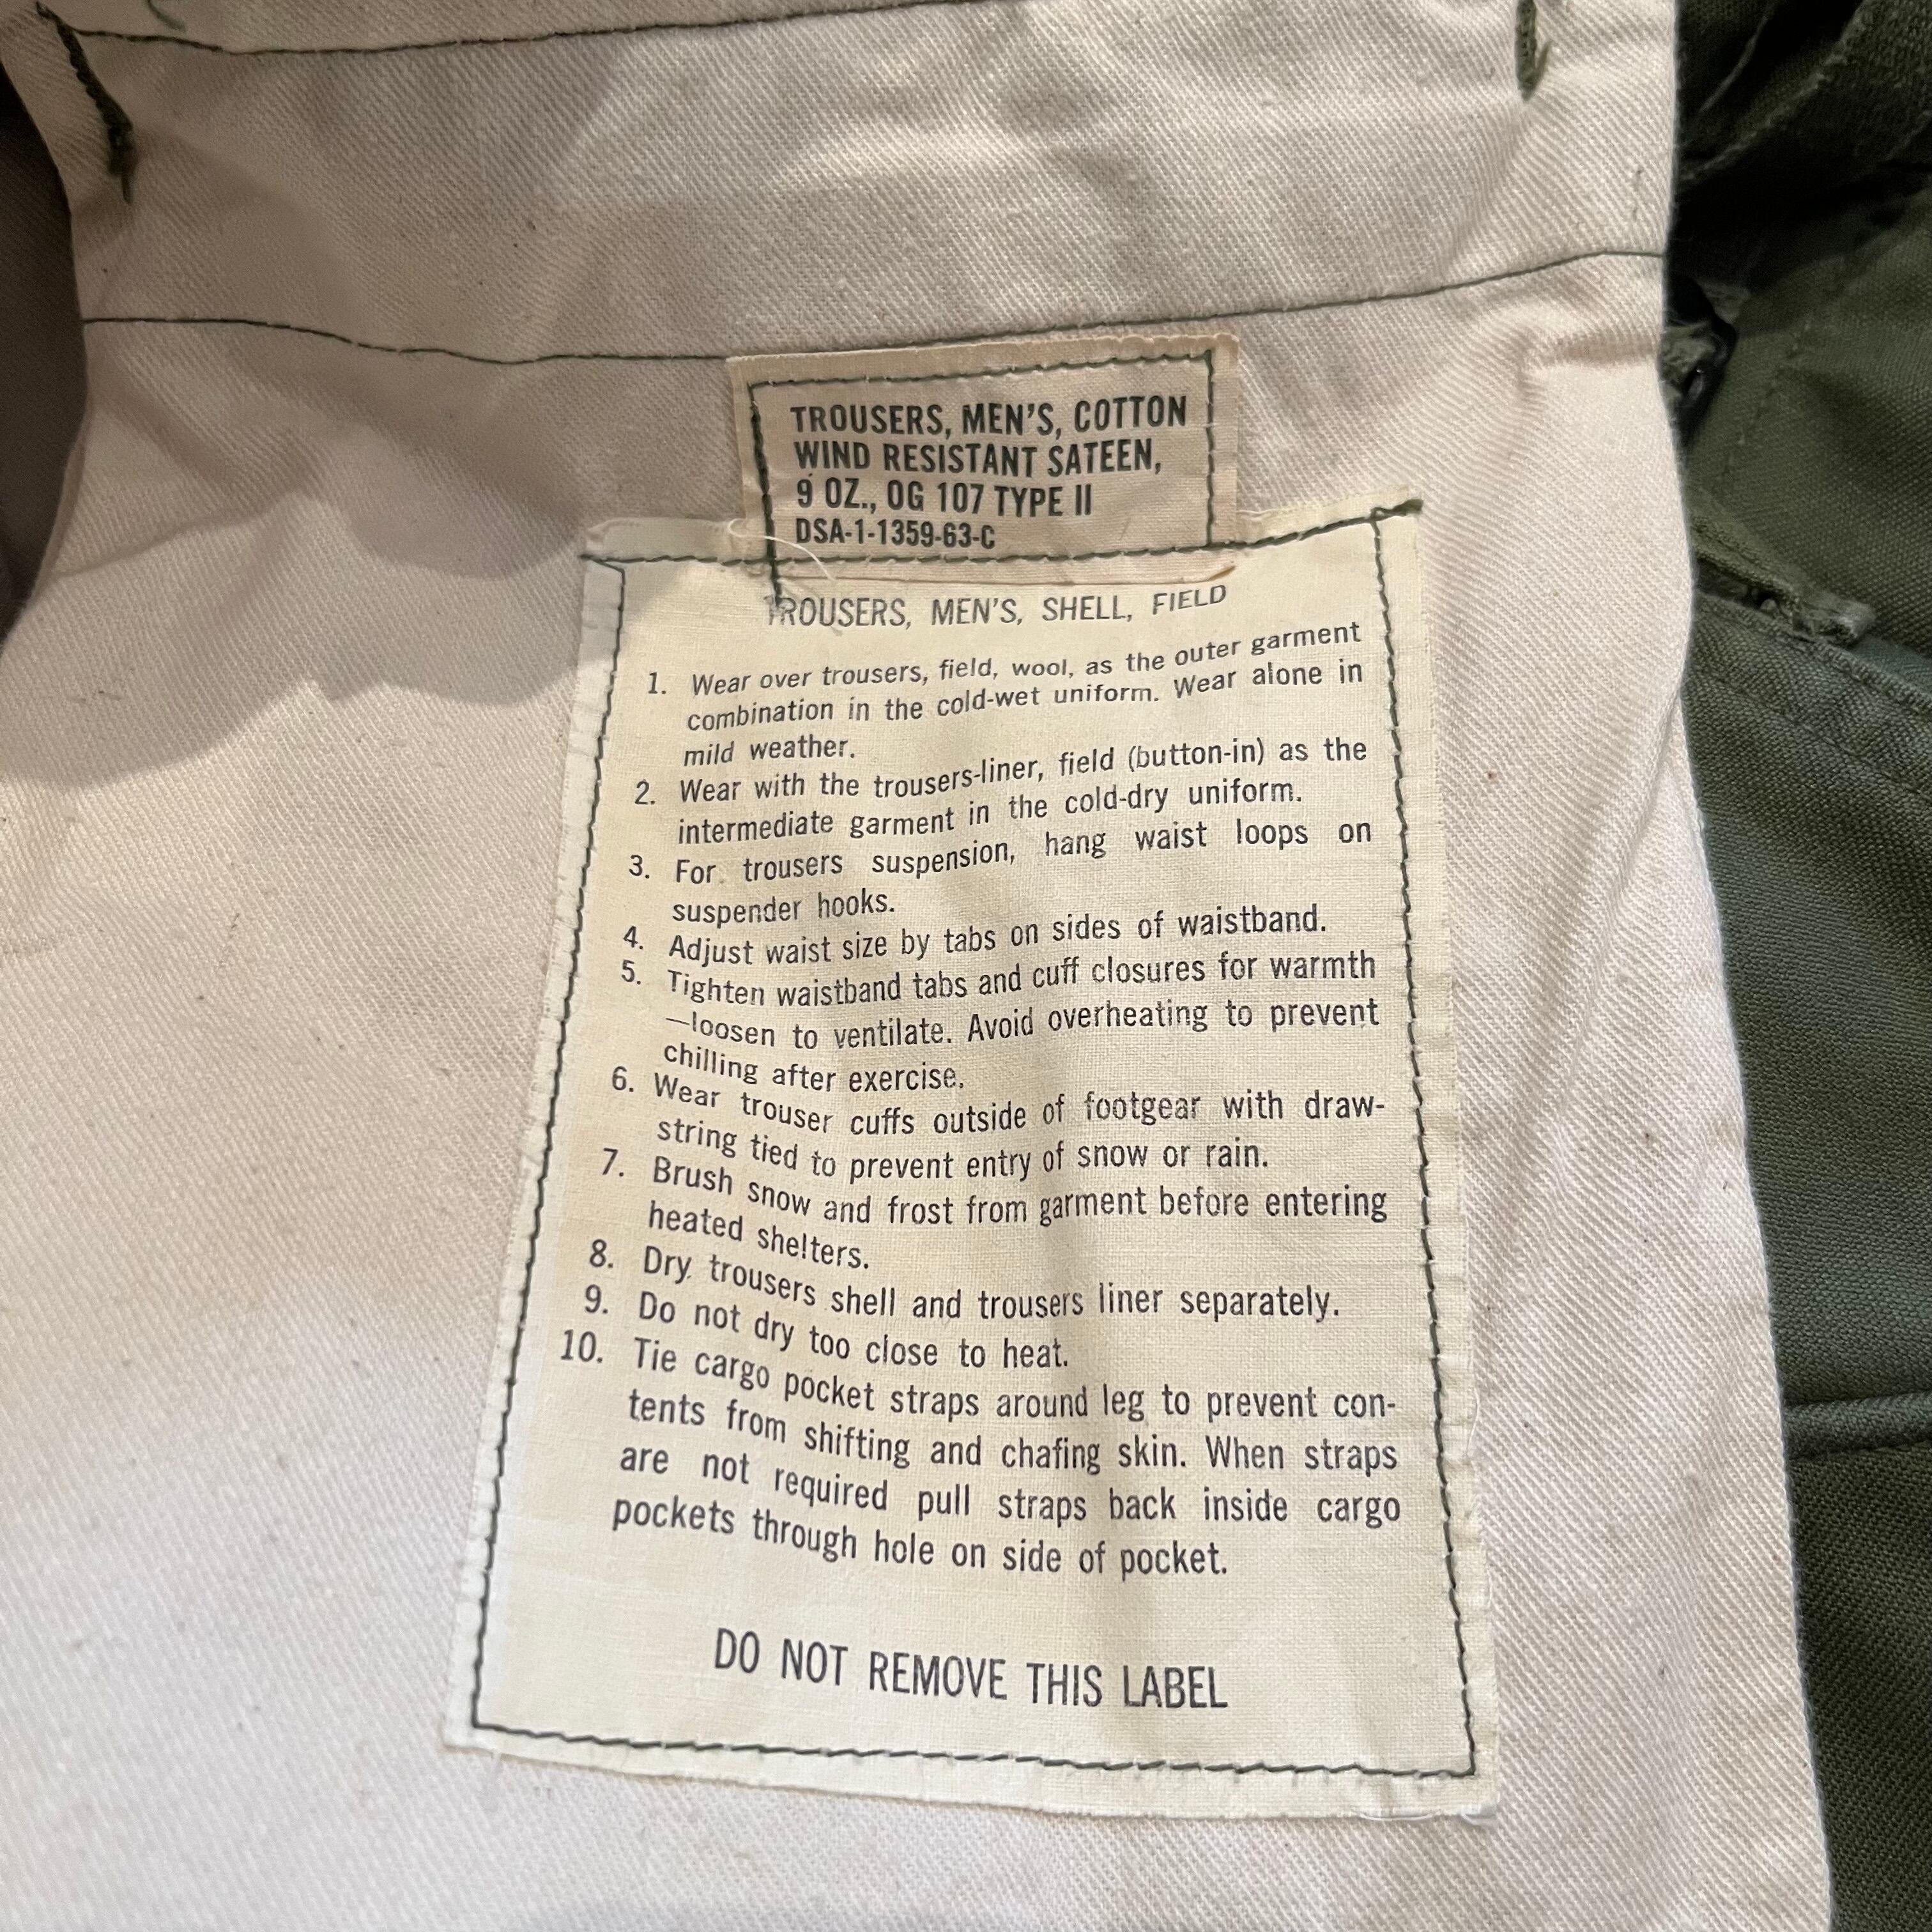 TROUSERS, MEN'S, COTTON
WIND RESISTANT SATEEN,
9 OZ., OG 107 TYPE II
DSA-1-1359-63-C
TROUSERS, MEN'S, SHELL, FIELD
1. Wear over trousers, field, wool, as the outer garment
combination in the cold-wet uniform. Wear alone in
mild weather.
2. Wear with the trousers-liner, field (button-in) as the
intermediate garment in the cold-dry uniform.
3. For trousers suspension, hang waist loops on
suspender hooks.
4. Adjust waist size by tabs on sides of waistband.
5. Tighten waistband tabs and cuff closures for warmth
—loosen to ventilate. Avoid overheating to prevent
chilling after exercise.
6. Wear trouser cuffs outside of footgear with draw-
string tied to prevent entry of snow or rain.
7. Brush snow and frost from garment before entering
heated shelters.
8. Dry trousers shell and trousers liner separately.
9. Do not dry too close to heat.
10. Tie cargo pocket straps around leg to prevent con-
tents from shifting and chafing skin. When straps
are not required pull straps back inside cargo
pockets through hole on side of pocket.
DO NOT REMOVE THIS LABEL